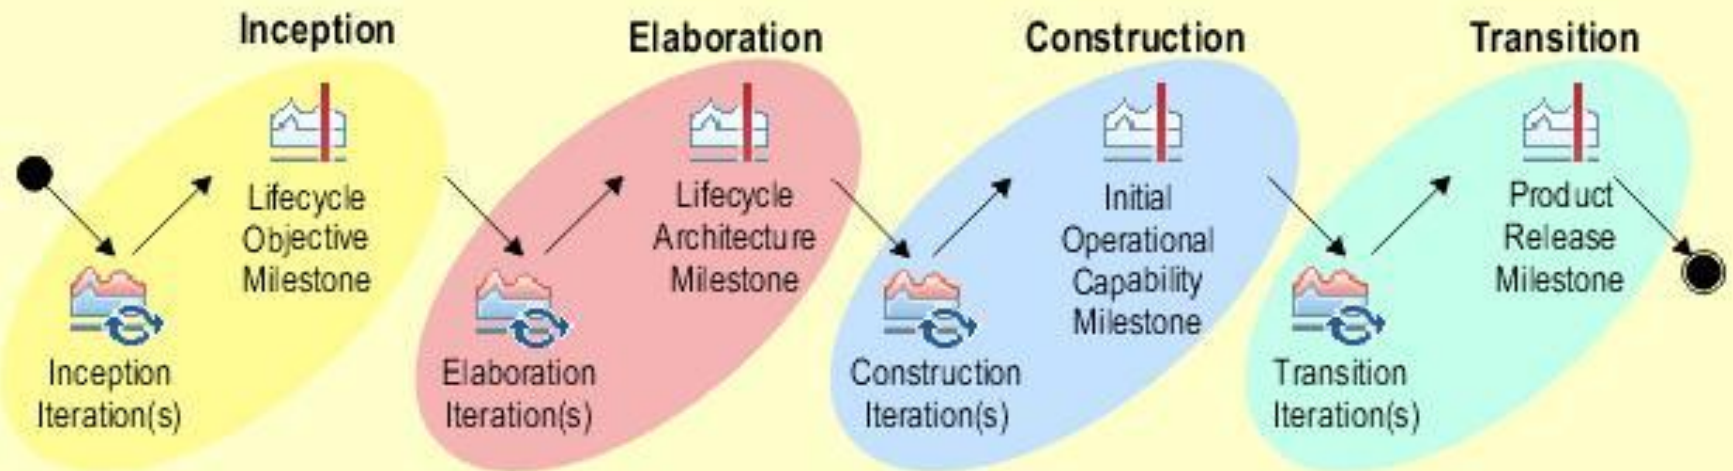 Inception
Lifecycle
Objective
Milestone
Inception
Iteration(s)
Elaboration
Lifecycle
Architecture
Milestone
Elaboration
Iteration(s)
Construction
Initial
Operational
Capability
Milestone
Construction
Iteration(s)
Transition
Product
Release
Milestone
Transition
Iteration(s)